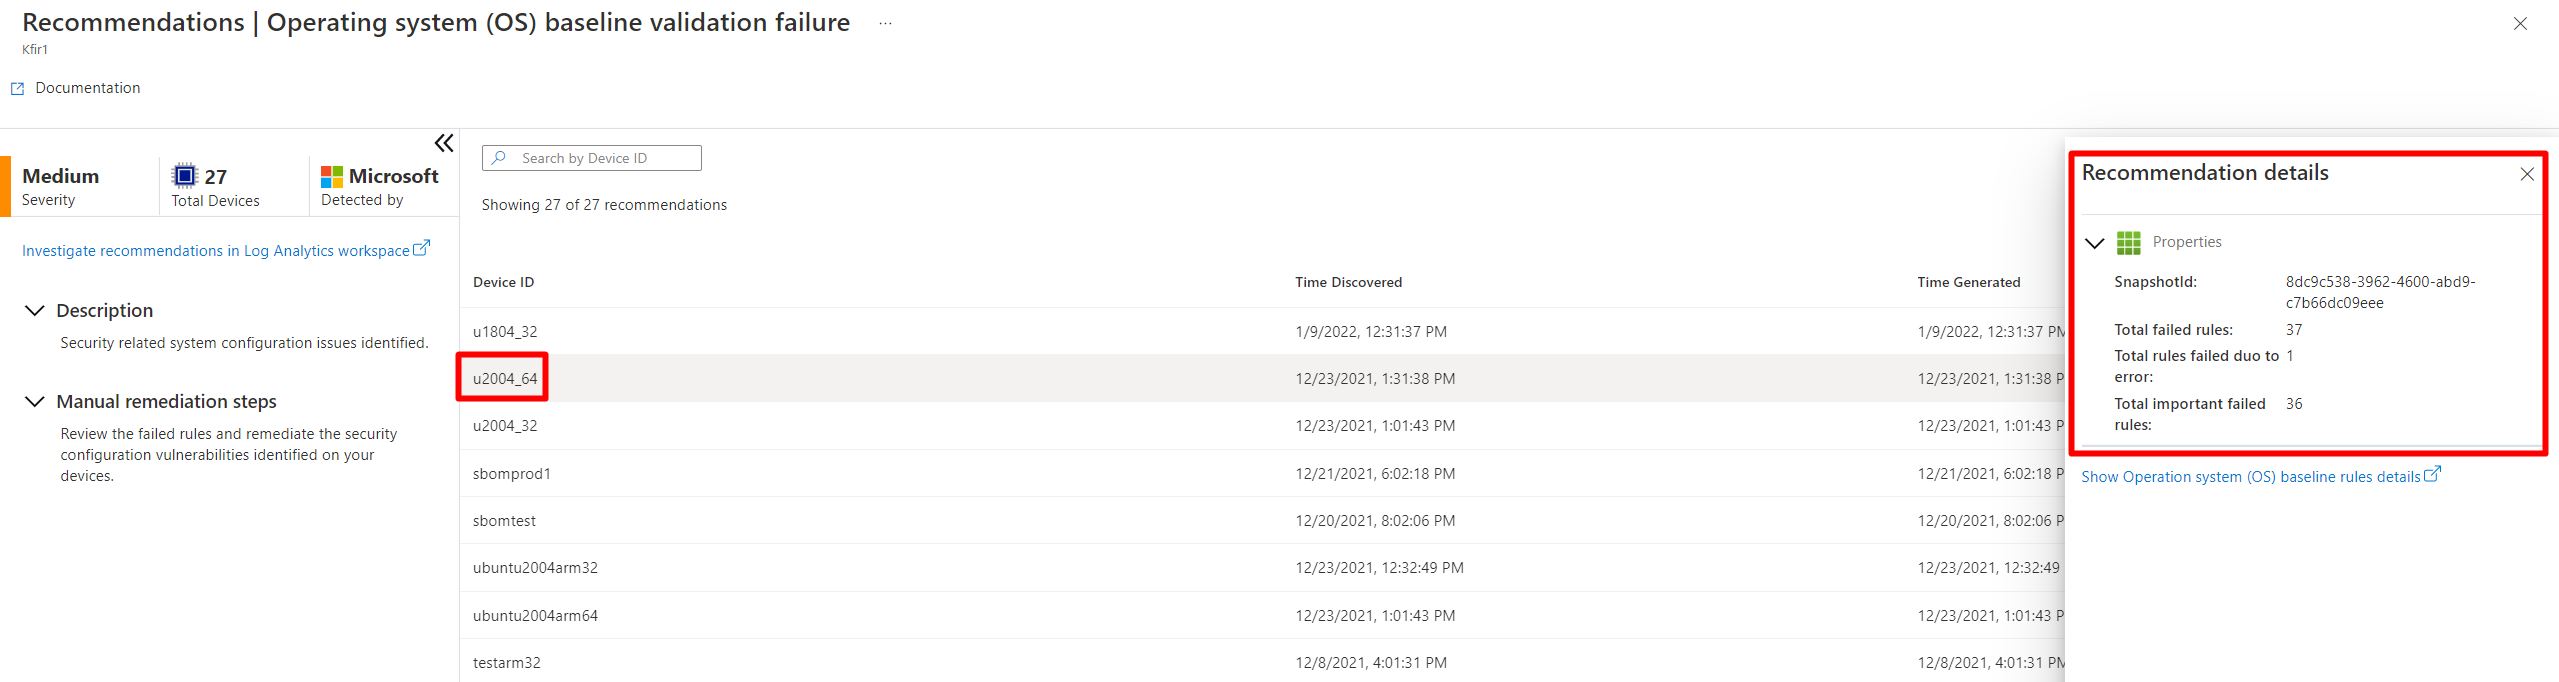 Recommendations | Operating system (OS) baseline validation failure ...
Kfir1
Documentation
Medium
Severity
27
Total Devices
Microsoft
Detected by
Investigate recommendations in Log Analytics workspace
Description
Security related system configuration issues identified.
Manual remediation steps
Review the failed rules and remediate the security
configuration vulnerabilities identified on your
devices.
Search by Device ID
Showing 27 of 27 recommendations
Device ID Time Discovered Time Generated
u1804_32 1/9/2022, 12:31:37 PM 1/9/2022, 12:31:37 PM
u2004_64 12/23/2021, 1:31:38 PM 12/23/2021, 1:31:38 P
u2004_32 12/23/2021, 1:01:43 PM 12/23/2021, 1:01:43 P
sbomprod1 12/21/2021, 6:02:18 PM 12/21/2021, 6:02:18 P
sbomtest 12/20/2021, 8:02:06 PM 12/20/2021, 8:02:06 P
ubuntu2004arm32 12/23/2021, 12:32:49 PM 12/23/2021, 12:32:49
ubuntu2004arm64 12/23/2021, 1:01:43 PM 12/23/2021, 1:01:43 P
testarm32 12/8/2021, 4:01:31 PM 12/8/2021, 4:01:31 PM
Recommendation details
Properties
SnapshotId: 8dc9c538-3962-4600-abd9-
c7b66dc09eee
Total failed rules: 37
Total rules failed duo to 1
error:
Total important failed 36
rules:
Show Operation system (OS) baseline rules details